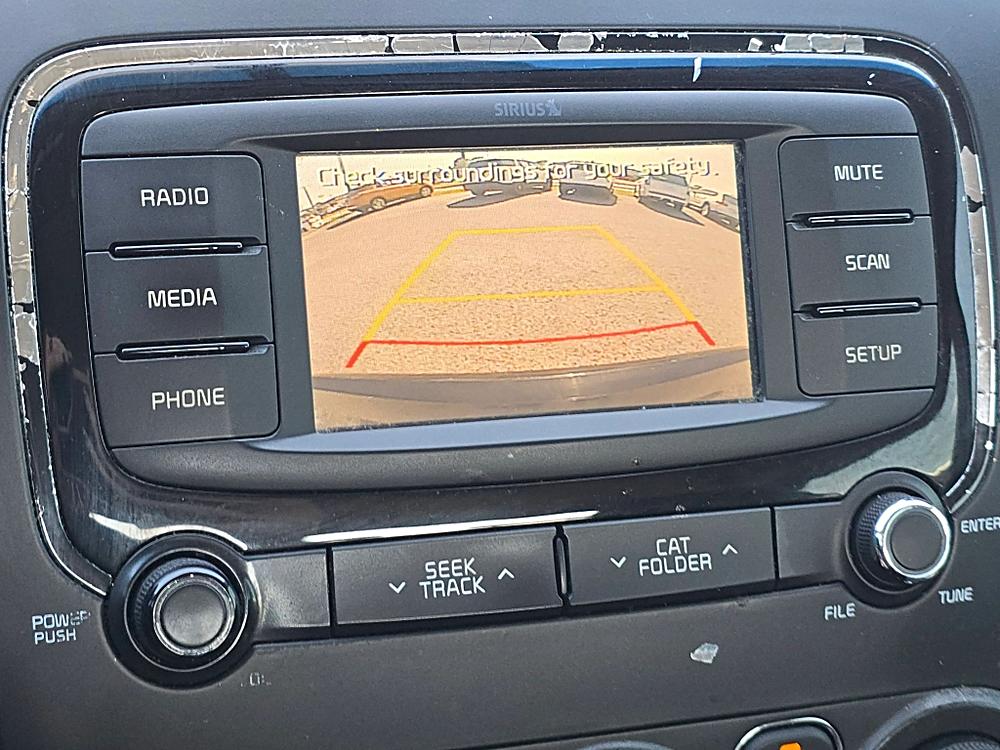 SIRIUS
Check surroundings for your safety.
RADIO
MEDIA
PHONE
MUTE
SCAN
SETUP
SEEK
TRACK
CAT
FOLDER
ENTER
TUNE
FILE
POWER
PUSH